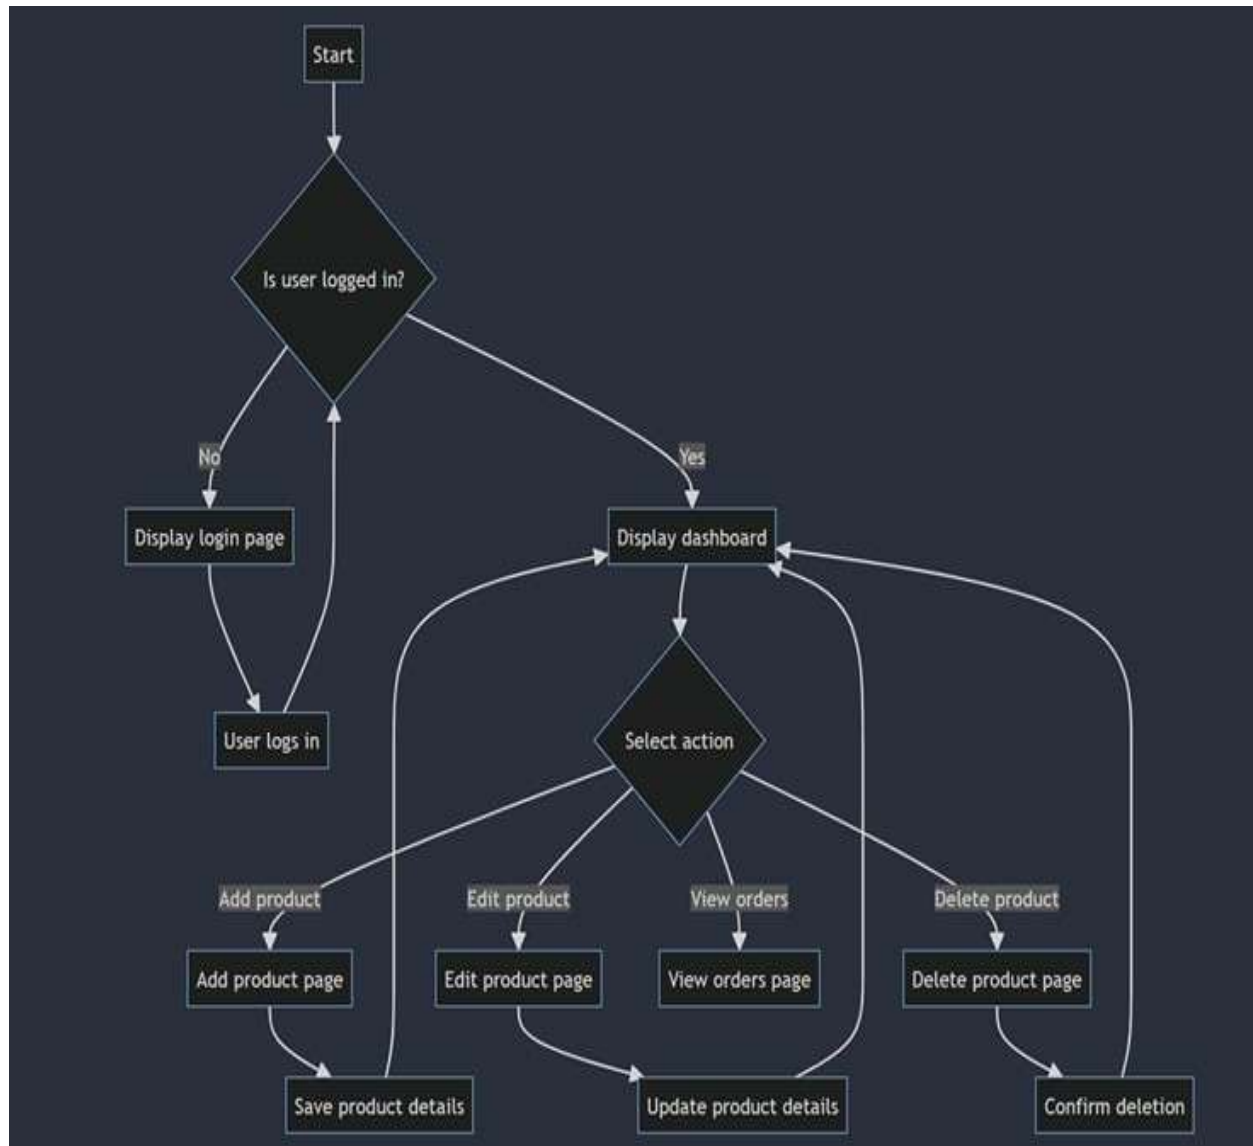 Start
Is user logged in?
No
Yes
Display login page
Display dashboard
User logs in
Select action
Add product
Edit product
View orders
Delete product
Add product page
Edit product page
View orders page
Delete product page
Save product details
Update product details
Confirm deletion